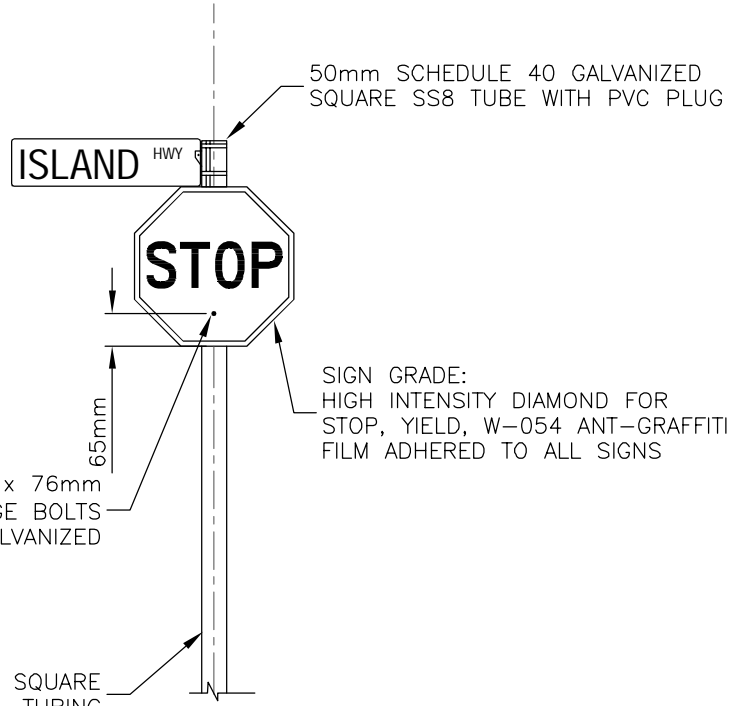 50mm SCHEDULE 40 GALVANIZED
SQUARE SS8 TUBE WITH PVC PLUG
ISLAND HWY
STOP
65mm
SIGN GRADE:
HIGH INTENSITY DIAMOND FOR
STOP, YIELD, W-054 ANT-GRAFFITI
FILM ADHERED TO ALL SIGNS
x 76mm
BOLTS
SQUARE
TUBING